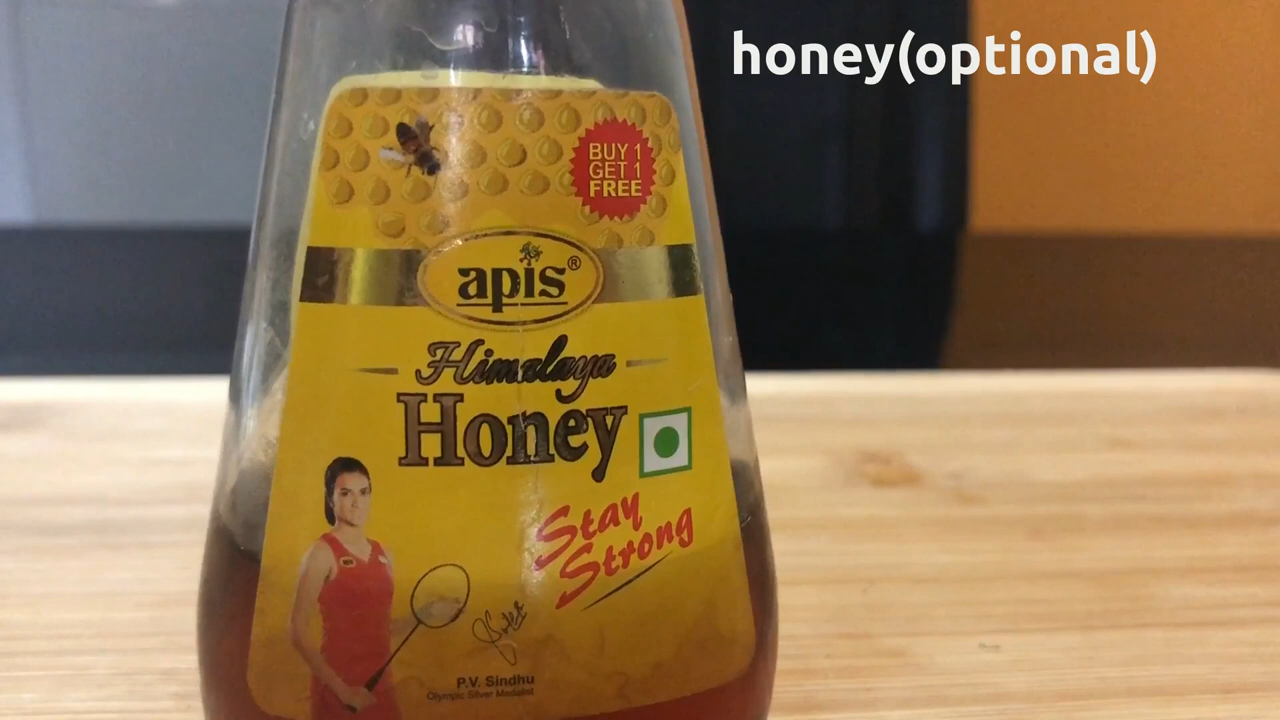 honey(optional)
BUY 1
GET 1
FREE
apis®
Himalaya
Honey
Stay
Strong
P.V. Sindhu
Olympic Silver Medalist